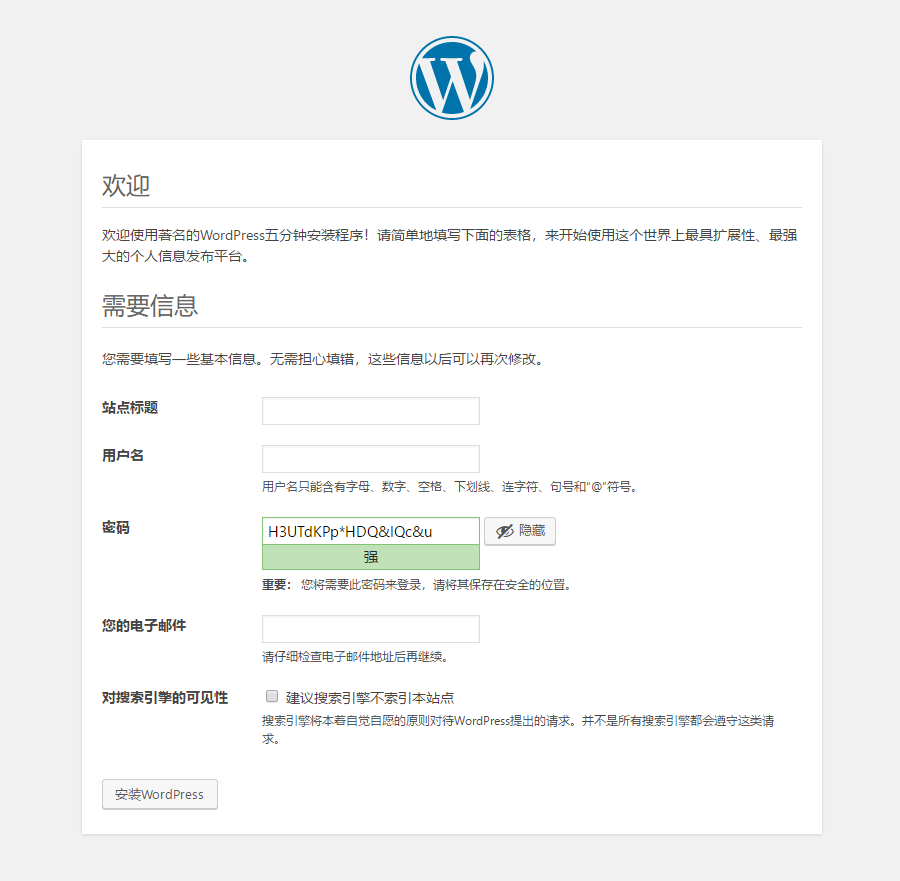 欢迎
欢迎使用著名的WordPress五分钟安装程序！请简单地填写下面的表格，来开始使用这个世界上最具扩展性、最强
大的个人信息发布平台。
需要信息
您需要填写一些基本信息。无需担心填错，这些信息以后可以再次修改。
站点标题
用户名
用户名只能含有字母、数字、空格、下划线、连字符、句号和“@”符号。
密码
H3UTdKPp*HDQ&lQc&u
隐藏
强
重要： 您将需要此密码来登录，请将其保存在安全的位置。
您的电子邮件
请仔细检查电子邮件地址后再继续。
对搜索引擎的可见性
建议搜索引擎不索引本站点
搜索引擎将本着自觉自愿的原则对待WordPress提出的请求。并不是所有搜索引擎都会遵守这类请
求。
安装WordPress